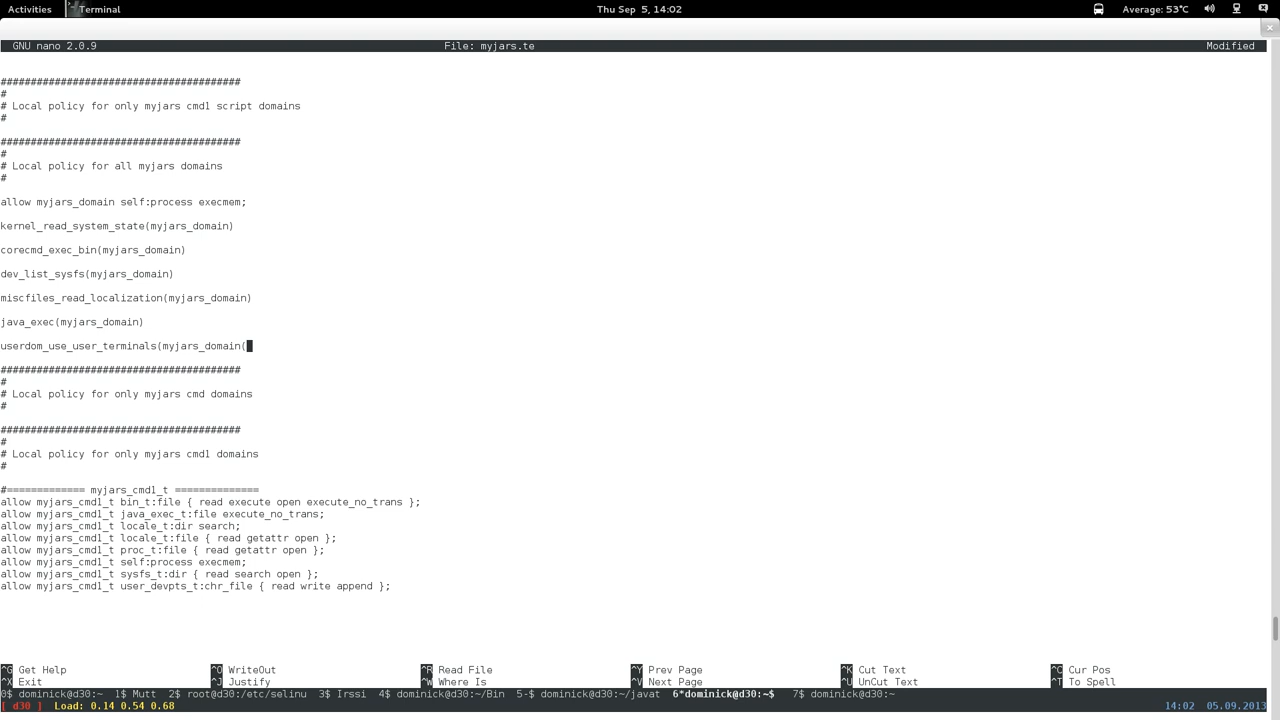 Activities Terminal Thu Sep 5, 14:02 Average: 53°C
GNU nano 2.0.9 File: myjars.te Modified
########################################
#
# Local policy for only myjars cmd1 script domains
#
########################################
#
# Local policy for all myjars domains
#
allow myjars_domain self:process execmem;
kernel_read_system_state(myjars_domain)
corecmd_exec_bin(myjars_domain)
dev_list_sysfs(myjars_domain)
miscfiles_read_localization(myjars_domain)
java_exec(myjars_domain)
userdom_use_user_terminals(myjars_domain(
########################################
#
# Local policy for only myjars cmd domains
#
########################################
#
# Local policy for only myjars cmd1 domains
#
#============= myjars_cmd1_t ==============
allow myjars_cmd1_t bin_t:file { read execute open execute_no_trans };
allow myjars_cmd1_t java_exec_t:file execute_no_trans;
allow myjars_cmd1_t locale_t:dir search;
allow myjars_cmd1_t locale_t:file { read getattr open };
allow myjars_cmd1_t proc_t:file { read getattr open };
allow myjars_cmd1_t self:process execmem;
allow myjars_cmd1_t sysfs_t:dir { read search open };
allow myjars_cmd1_t user_devpts_t:chr_file { read write append };
^G Get Help ^O WriteOut ^R Read File ^Y Prev Page ^K Cut Text ^C Cur Pos
^X Exit ^J Justify ^W Where Is ^V Next Page ^U UnCut Text ^T To Spell
0$ dominick@d30:~ 1$ Mutt 2$ root@d30:/etc/selinu 3$ Irssi 4$ dominick@d30:~/Bin 5-$ dominick@d30:~/javat 6*dominick@d30:~$ 7$ dominick@d30:~
[ d30 ] Load: 0.14 0.54 0.68 14:02 05.09.2013